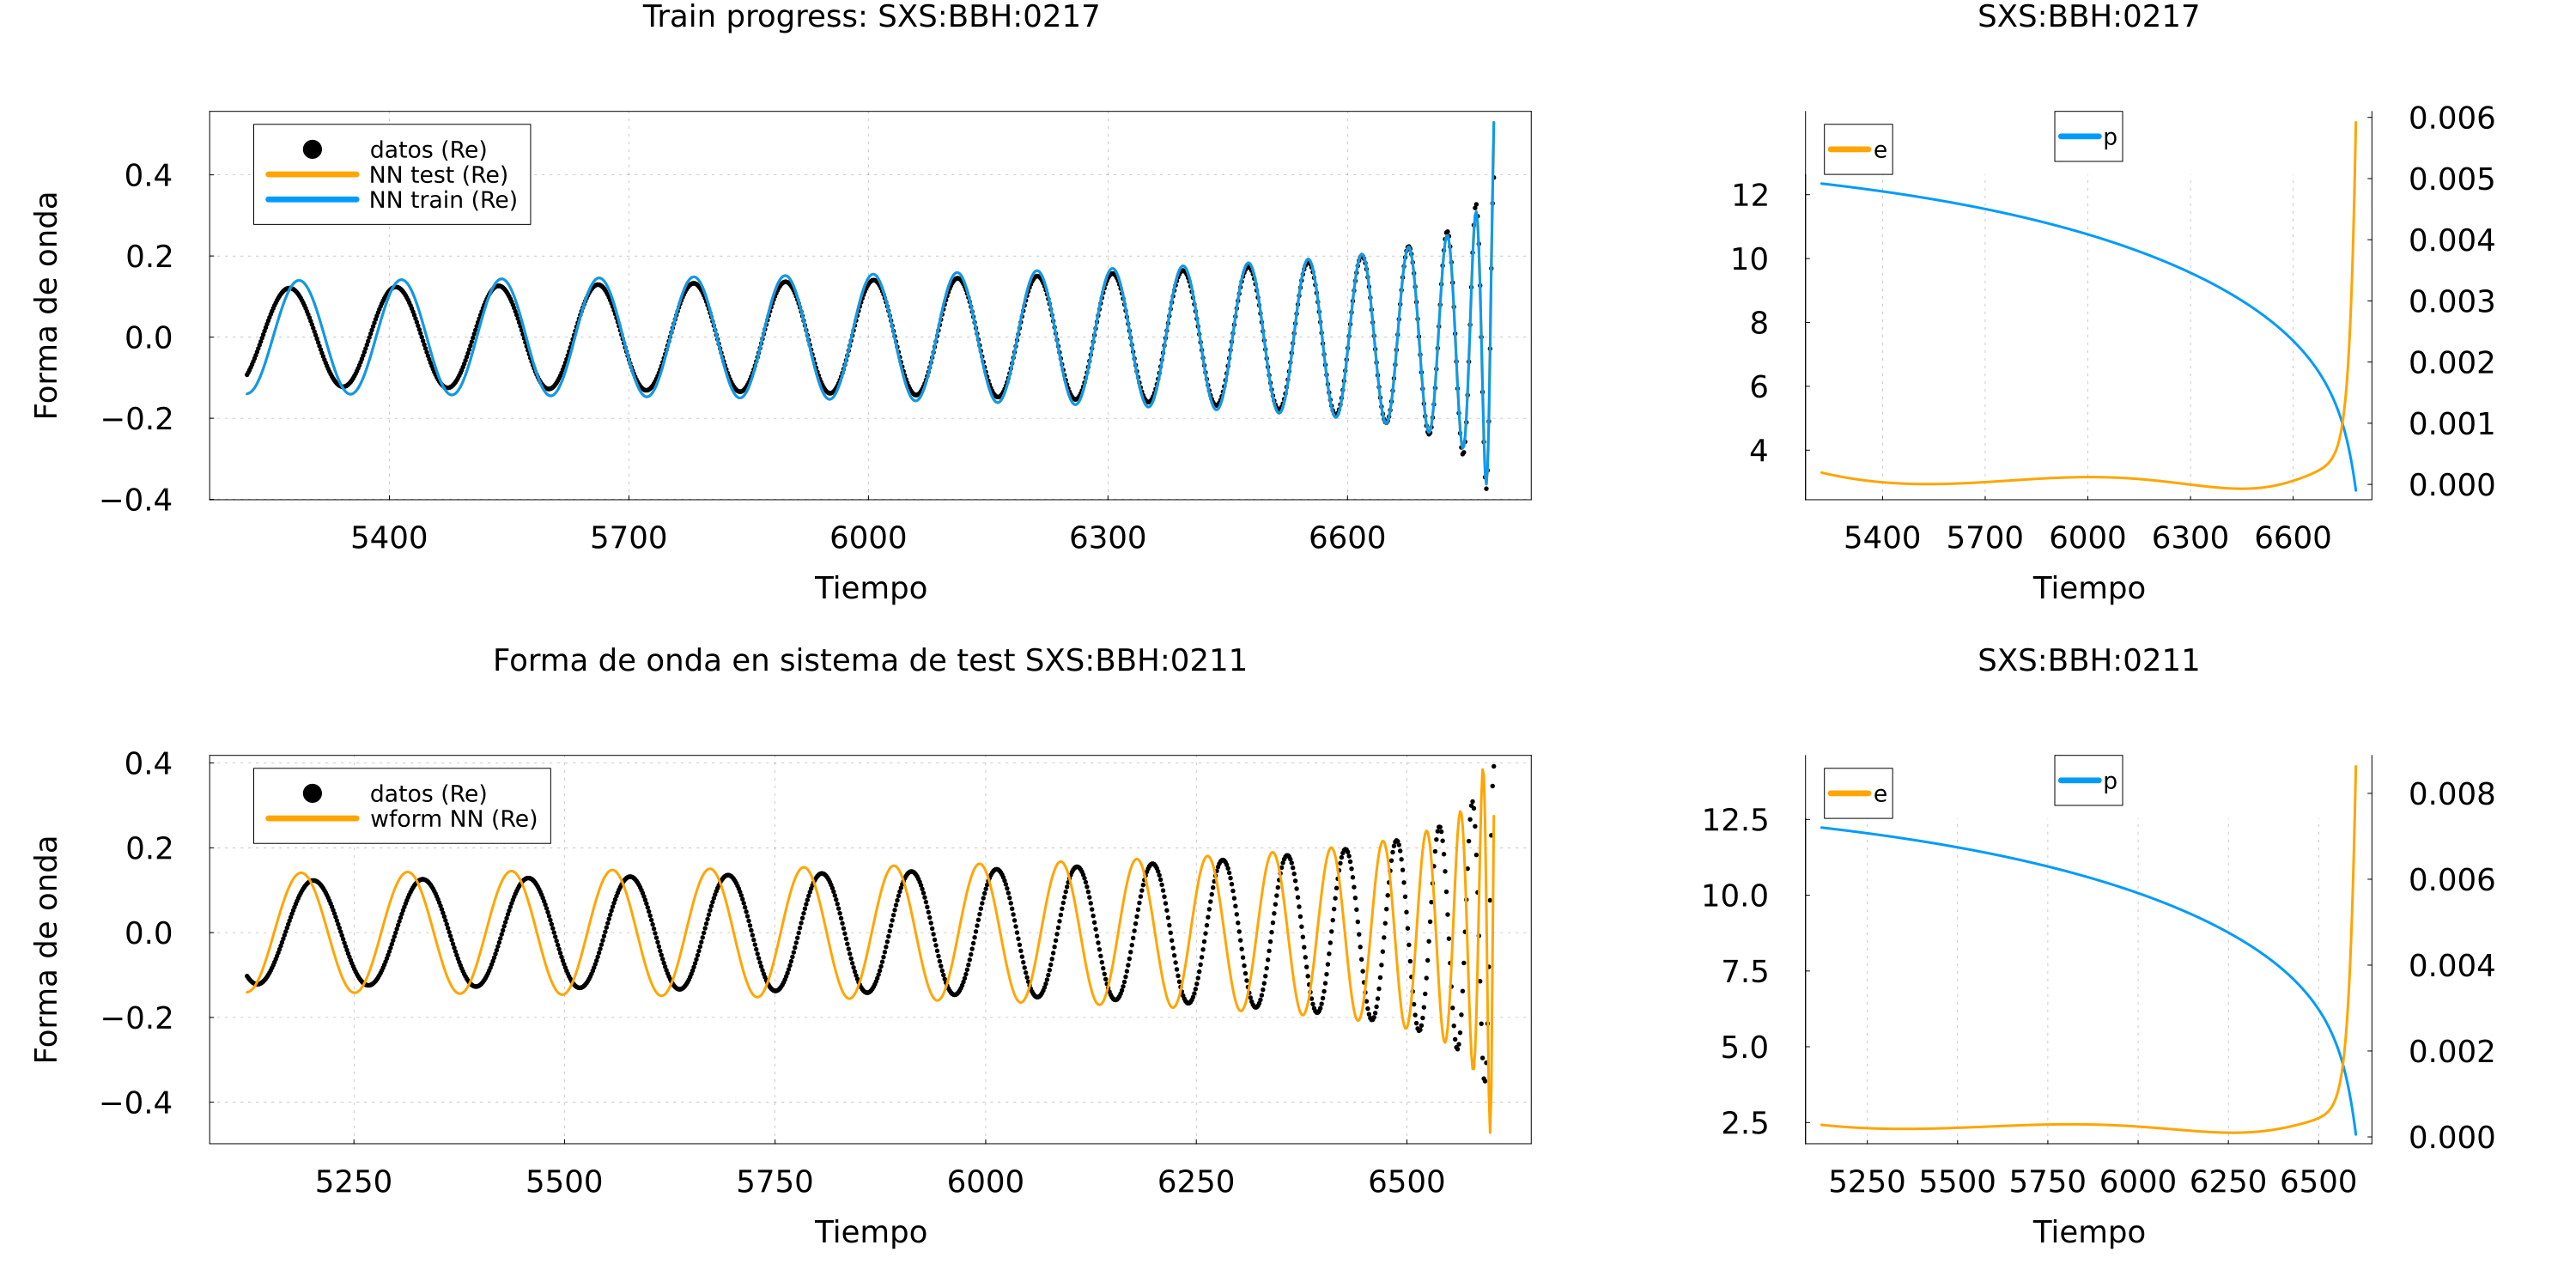 Train progress: SXS:BBH:0217
Forma de onda
0.4
0.2
0.0
−0.2
−0.4
datos (Re)
NN test (Re)
NN train (Re)
5400 5700 6000 6300 6600
Tiempo
SXS:BBH:0217
12
10
8
6
4
e
p
0.006
0.005
0.004
0.003
0.002
0.001
0.000
5400 5700 6000 6300 6600
Tiempo
Forma de onda en sistema de test SXS:BBH:0211
Forma de onda
0.4
0.2
0.0
−0.2
−0.4
datos (Re)
wform NN (Re)
5250 5500 5750 6000 6250 6500
Tiempo
SXS:BBH:0211
12.5
10.0
7.5
5.0
2.5
e
p
0.008
0.006
0.004
0.002
0.000
5250 5500 5750 6000 6250 6500
Tiempo